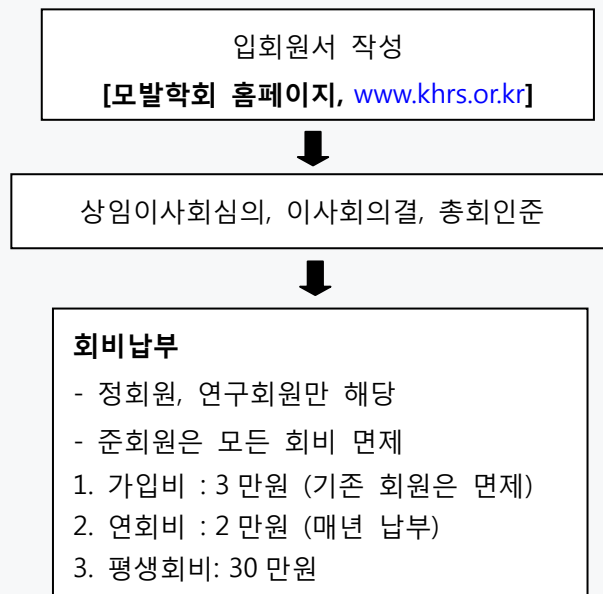 입회원서 작성
[모발학회 홈페이지, www.khrs.or.kr]
상임이사회심의, 이사회의결, 총회인준
회비납부
- 정회원, 연구회원만 해당
- 준회원은 모든 회비 면제
1. 가입비 : 3 만원 (기존 회원은 면제)
2. 연회비 : 2 만원 (매년 납부)
3. 평생회비: 30 만원